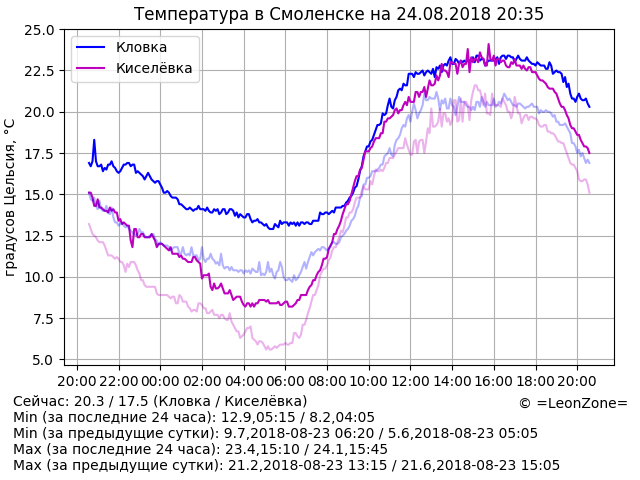 Температура в Смоленске на 24.08.2018 20:35
Кловка
Киселёвка
градусов Цельсия, °C
25.0
22.5
20.0
17.5
15.0
12.5
10.0
7.5
5.0
20:00 22:00 00:00 02:00 04:00 06:00 08:00 10:00 12:00 14:00 16:00 18:00 20:00
Сейчас: 20.3 / 17.5 (Кловка / Киселёвка)
© =LeonZone=
Min (за последние 24 часа): 12.9,05:15 / 8.2,04:05
Min (за предыдущие сутки): 9.7,2018-08-23 06:20 / 5.6,2018-08-23 05:05
Max (за последние 24 часа): 23.4,15:10 / 24.1,15:45
Max (за предыдущие сутки): 21.2,2018-08-23 13:15 / 21.6,2018-08-23 15:05